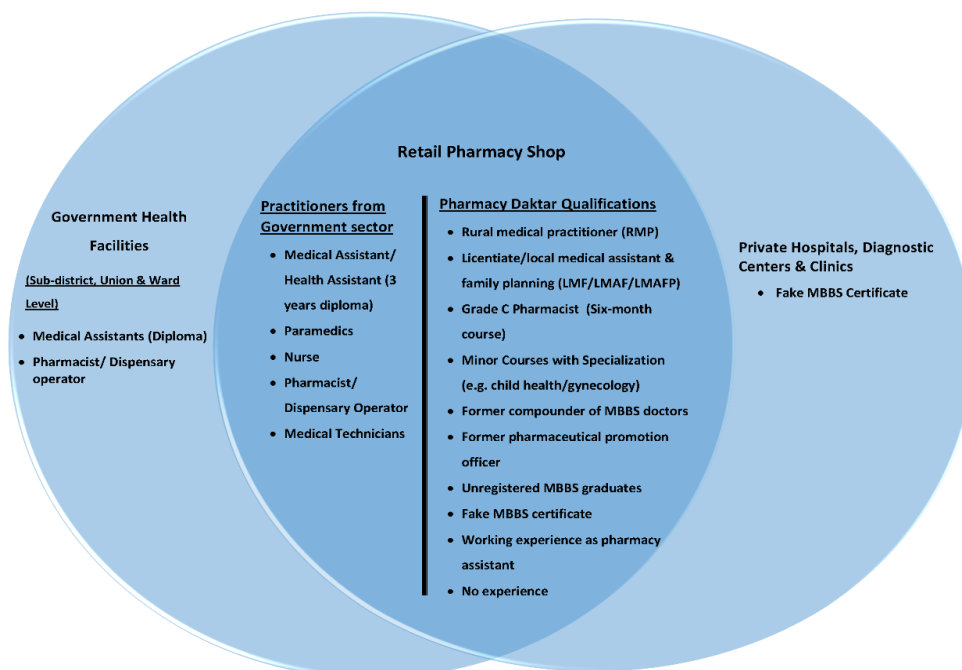 Retail Pharmacy Shop
Government Health
Facilities
(Sub-district, Union & Ward
Level)
• Medical Assistants (Diploma)
• Pharmacist/ Dispensary
operator
Practitioners from
Government sector
• Medical Assistant/
Health Assistant (3
years diploma)
• Paramedics
• Nurse
• Pharmacist/
Dispensary Operator
• Medical Technicians
Pharmacy Daktar Qualifications
• Rural medical practitioner (RMP)
• Licentiate/local medical assistant &
family planning (LMF/LMAF/LMAFP)
• Grade C Pharmacist (Six-month
course)
• Minor Courses with Specialization
(e.g. child health/gynecology)
• Former compounder of MBBS doctors
• Former pharmaceutical promotion
officer
• Unregistered MBBS graduates
• Fake MBBS certificate
• Working experience as pharmacy
assistant
• No experience
Private Hospitals, Diagnostic
Centers & Clinics
• Fake MBBS Certificate